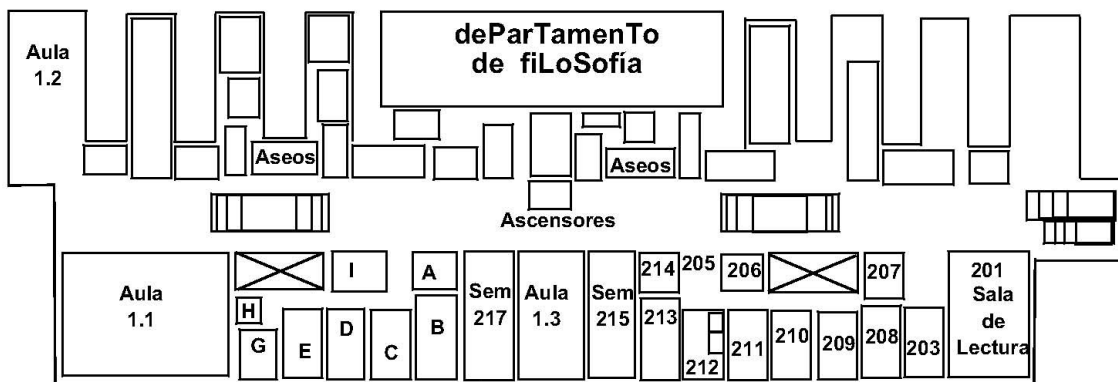 dePaRTameNTo
de fiLoSofía
Aula
1.2
Aseos
Aseos
Ascensores
Aula
1.1
I
A
H
G
E
D
C
B
Sem
217
Aula
1.3
Sem
215
214
205
206
207
213
212
211
210
209
208
203
201
Sala
de
Lectura